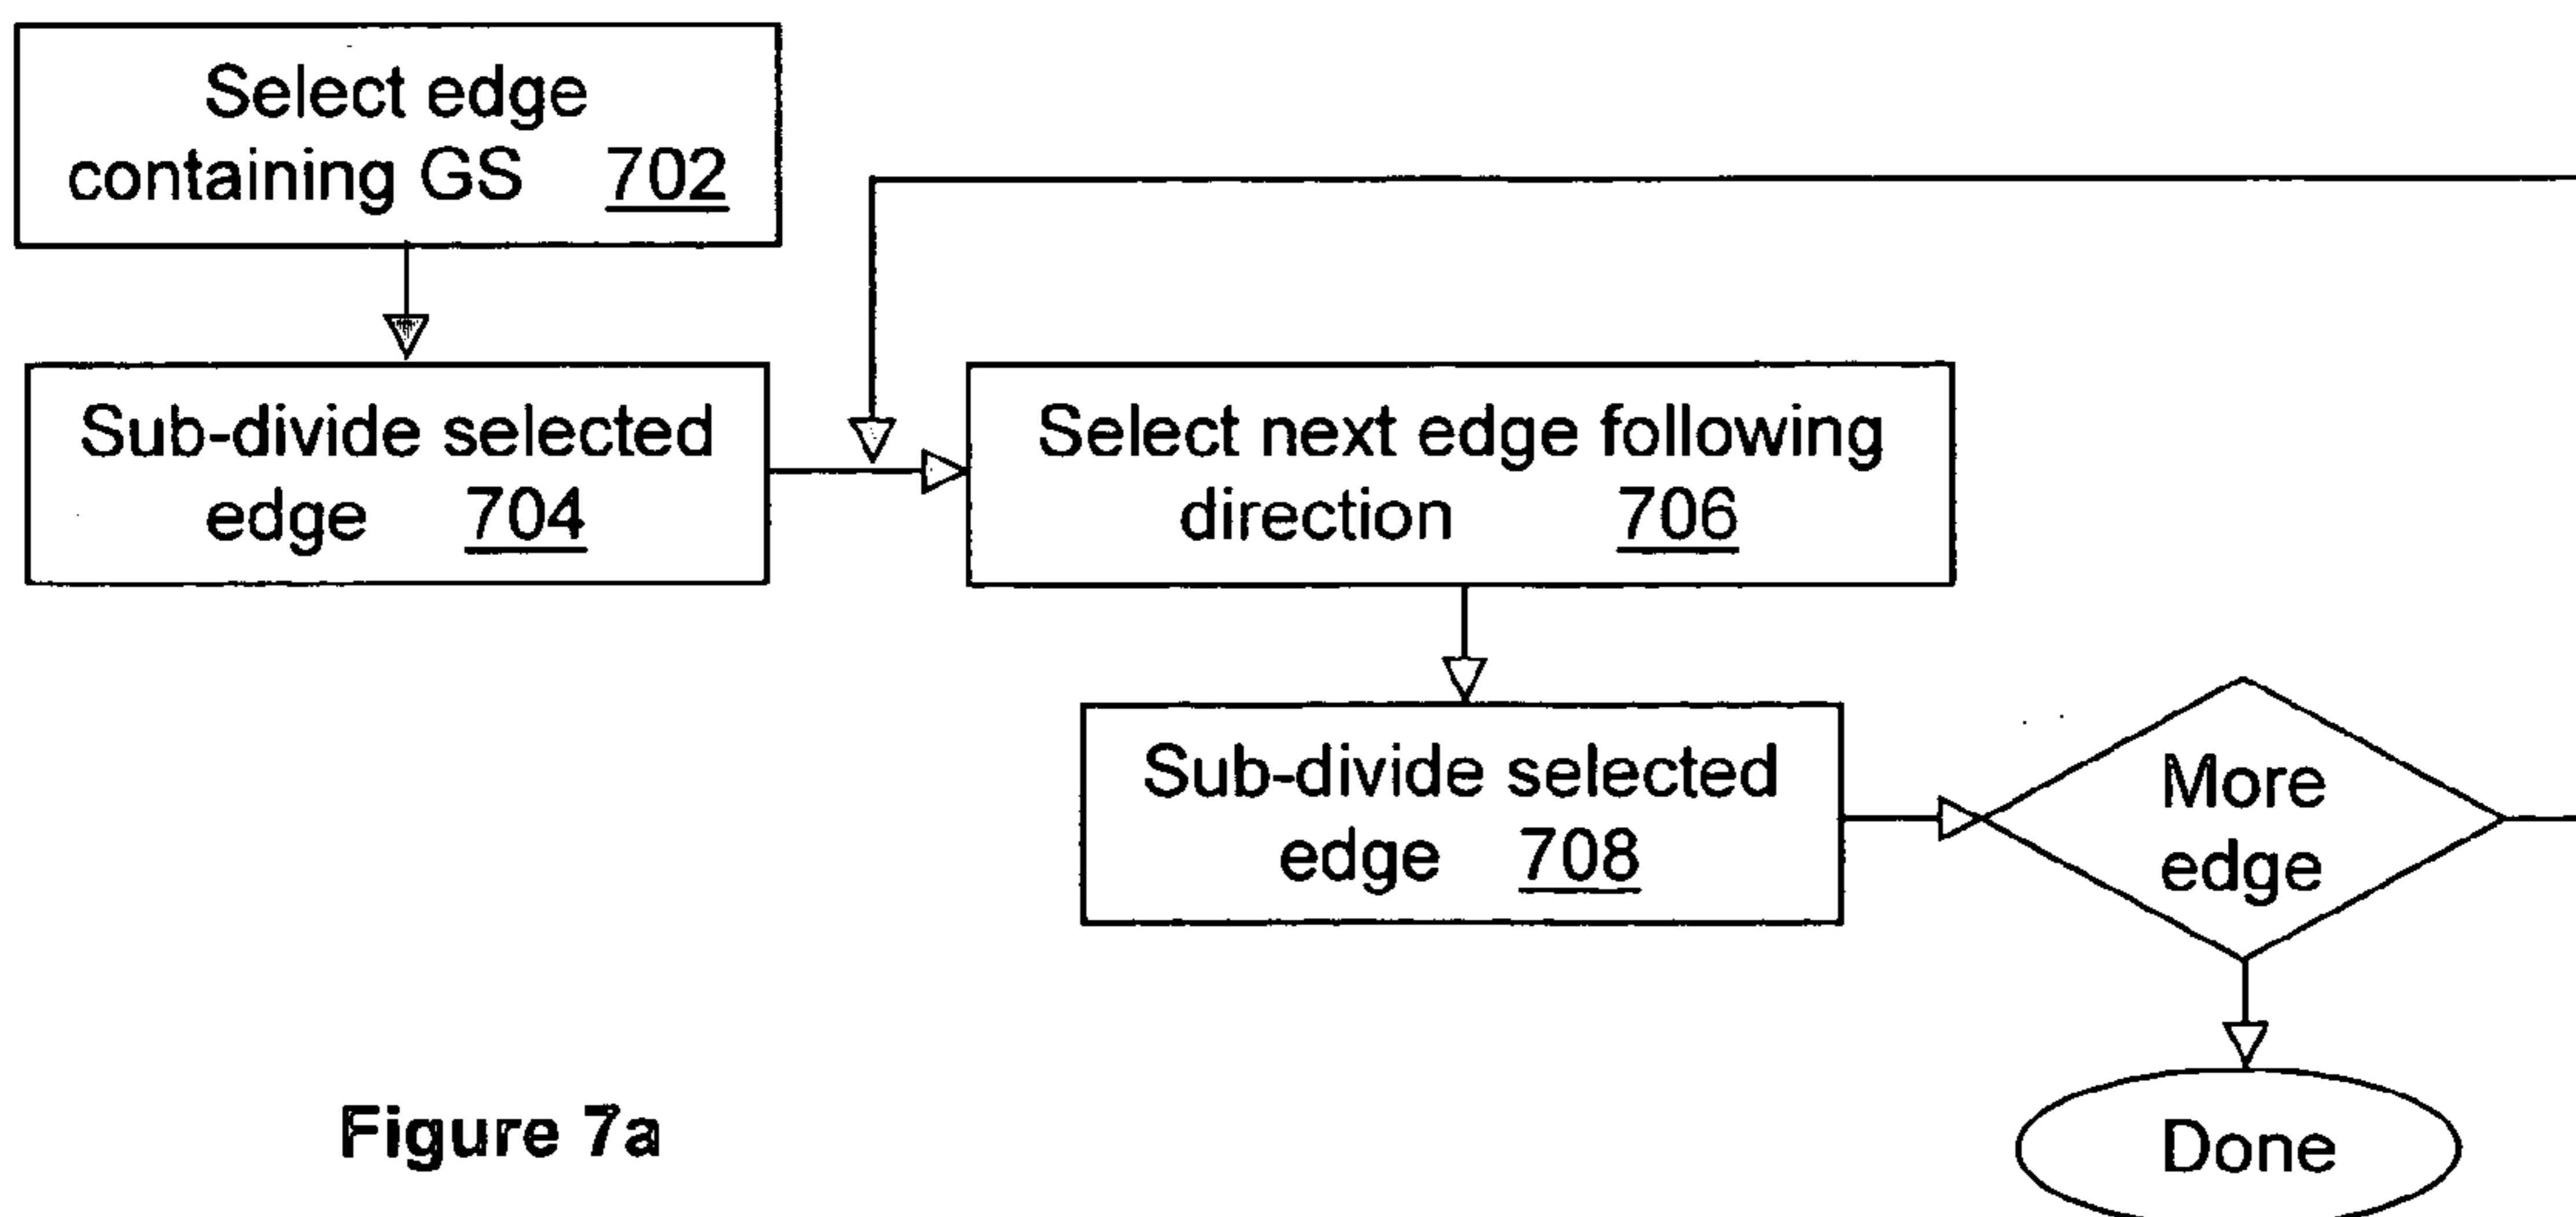 Select edge
containing GS 702
Sub-divide selected
edge 704
Select next edge following
direction 706
Sub-divide selected
edge 708
More
edge
Done
Figure 7a